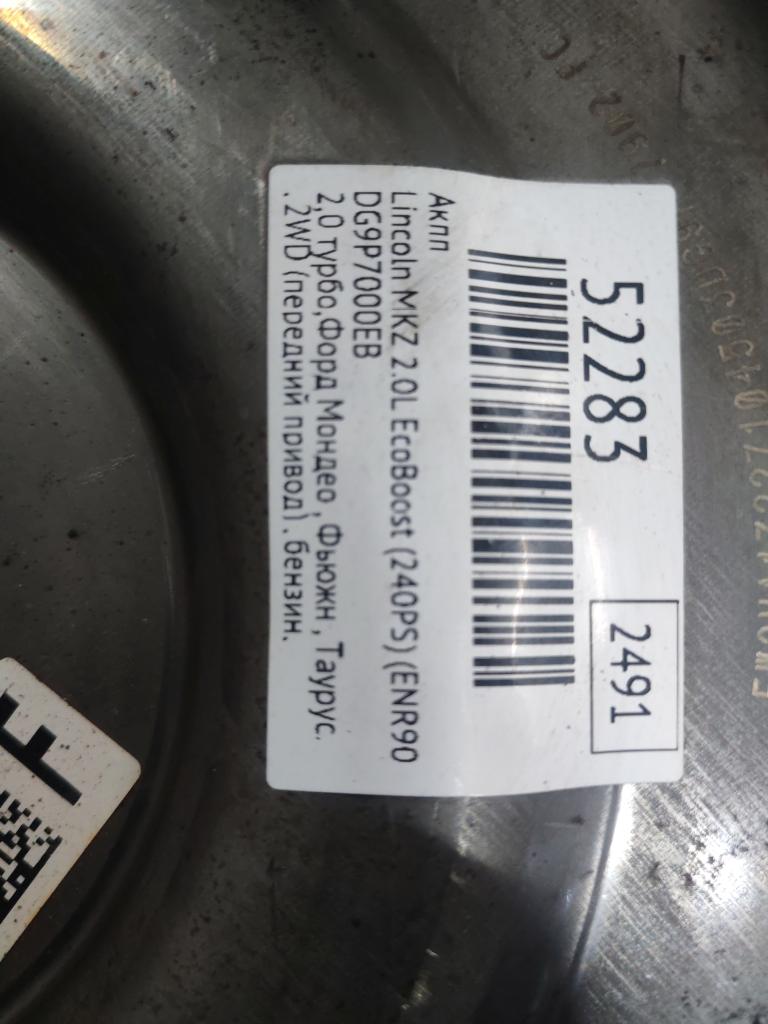 52283
2491
Акпп
Lincoln MKZ 2.0L EcoBoost (240PS) (ENR90
DG9P7000EB
2,0 турбо,Форд Мондео , Фьюжн , Таурус.
. 2WD (передний привод) . бензин.
F